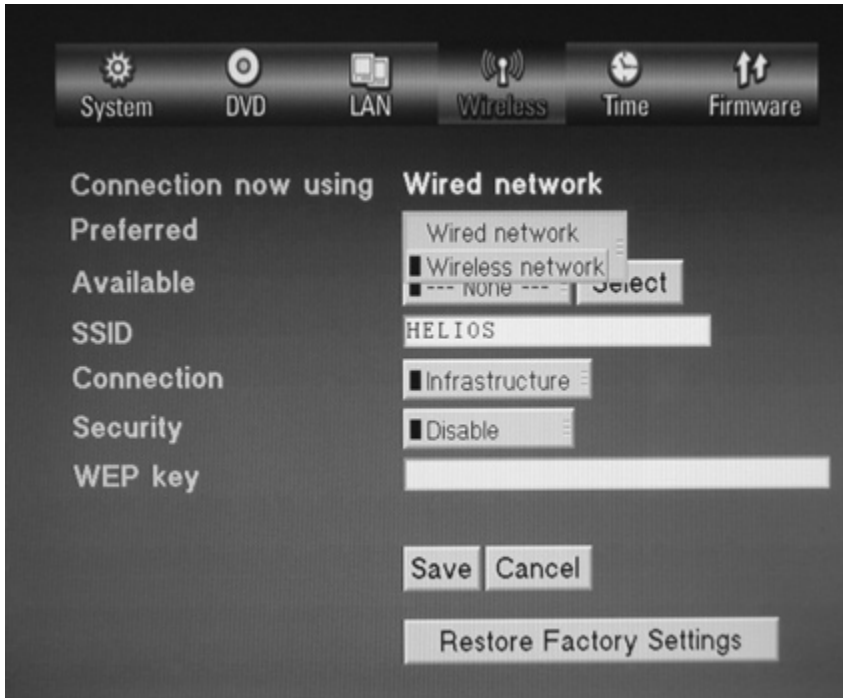 System DVD LAN Wireless Time Firmware
Connection now using Wired network
Preferred Wired network
Wireless network
Available --- None --- Select
SSID HELIOS
Connection Infrastructure
Security Disable
WEP key
Save Cancel
Restore Factory Settings